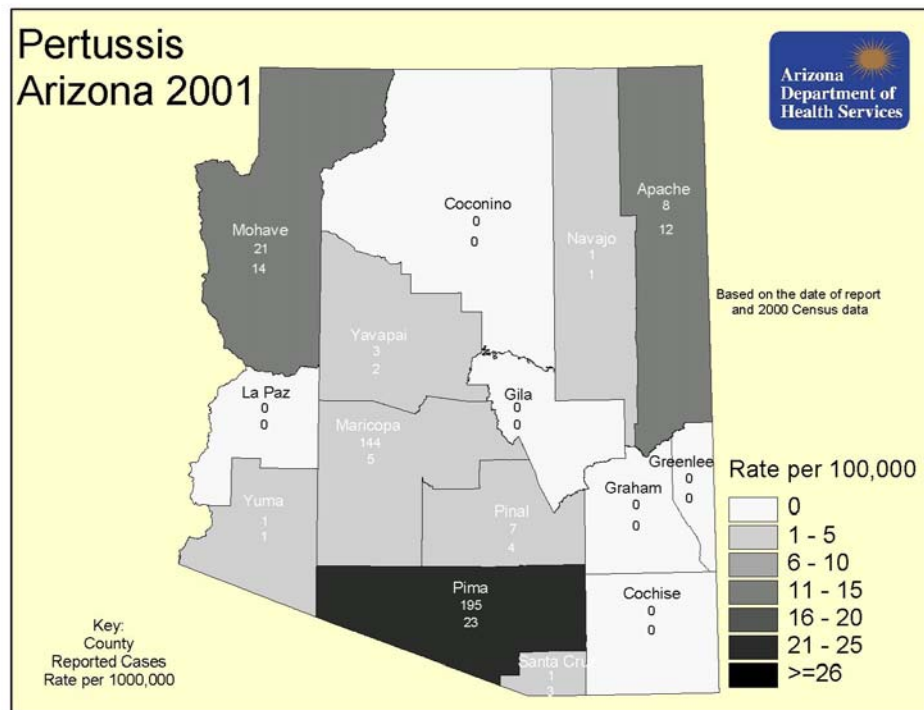 Pertussis
Arizona 2001
Arizona
Department of
Health Services
Mohave
21
14
Coconino
0
0
Navajo
1
1
Apache
8
12
Based on the date of report
and 2000 Census data
Yavapai
3
2
La Paz
0
0
Gila
0
0
Maricopa
144
5
Yuma
1
1
Pinal
7
4
Graham
0
0
Greenlee
0
0
Pima
195
23
Cochise
0
0
Santa Cruz
1
3
Key:
County
Reported Cases
Rate per 1000,000
Rate per 100,000
0
1 - 5
6 - 10
11 - 15
16 - 20
21 - 25
>=26